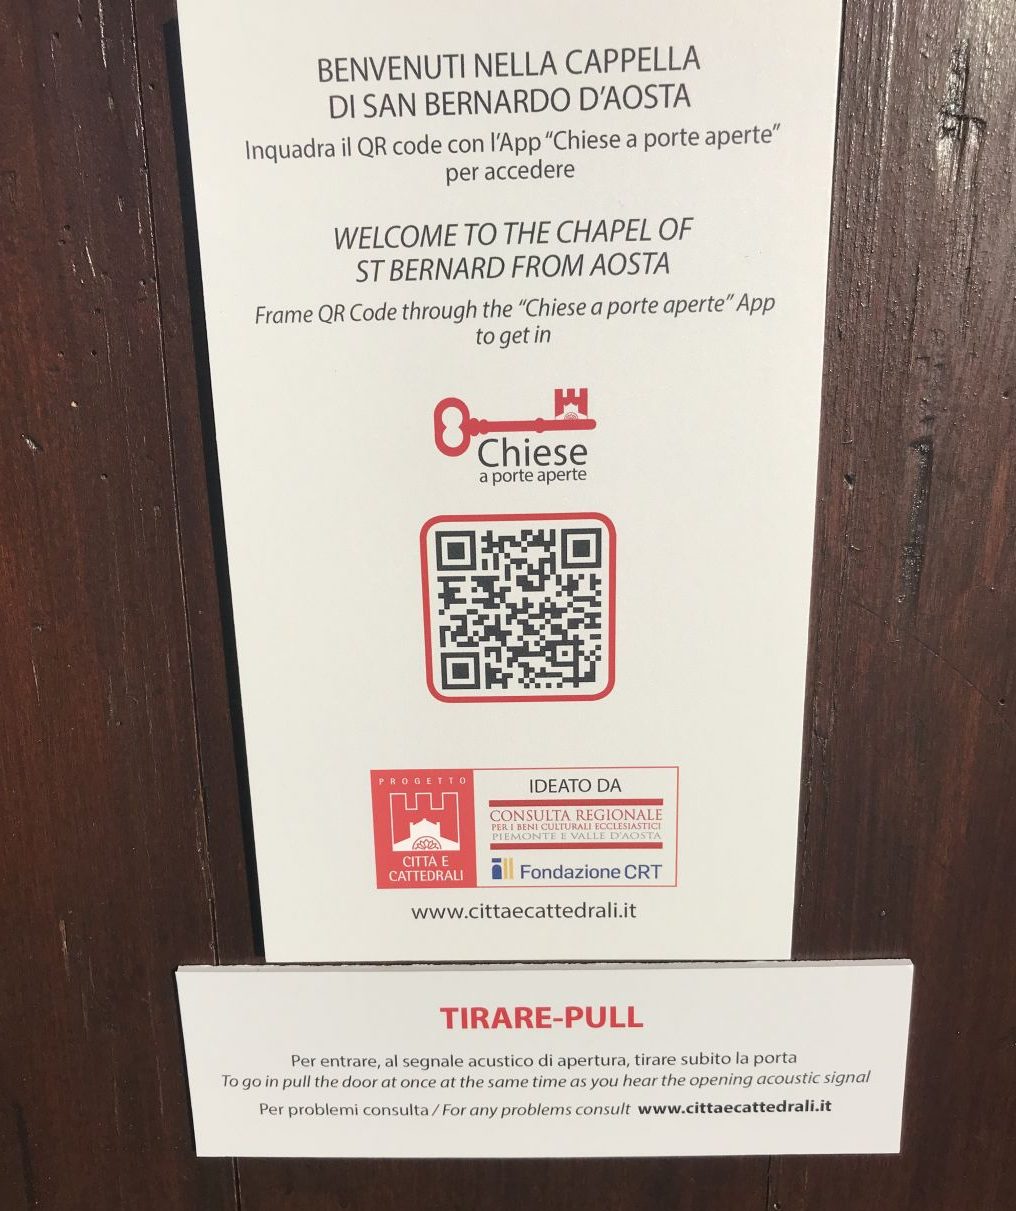 BENVENUTI NELLA CAPPELLA
DI SAN BERNARDO D'AOSTA
Inquadra il QR code con l'App "Chiese a porte aperte"
per accedere
WELCOME TO THE CHAPEL OF
ST BERNARD FROM AOSTA
Frame QR Code through the "Chiese a porte aperte" App
to get in
Chiese
a porte aperte
PROGETTO
CITTÀ E
CATTEDRALI
IDEATO DA
CONSULTA REGIONALE
PER I BENI CULTURALI ECCLESIASTICI
PIEMONTE E VALLE D'AOSTA
Fondazione CRT
www.cittaecattedrali.it
TIRARE-PULL
Per entrare, al segnale acustico di apertura, tirare subito la porta
To go in pull the door at once at the same time as you hear the opening acoustic signal
Per problemi consulta / For any problems consult www.cittaecattedrali.it